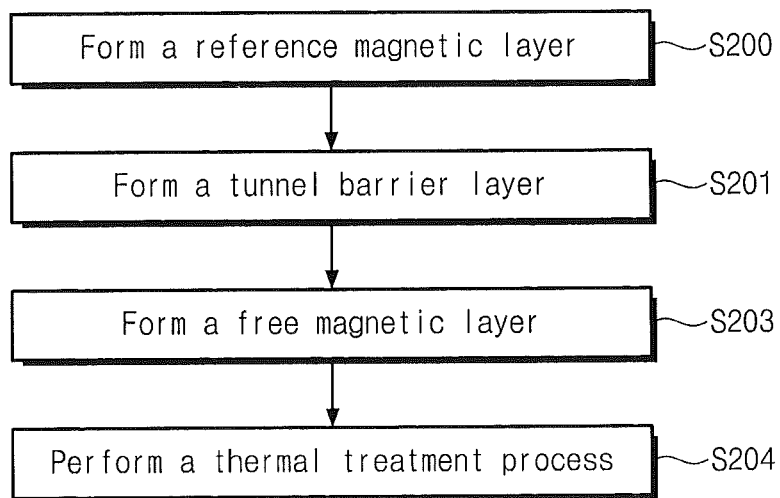 Form a reference magnetic layer S200
Form a tunnel barrier layer S201
Form a free magnetic layer S203
Perform a thermal treatment process S204